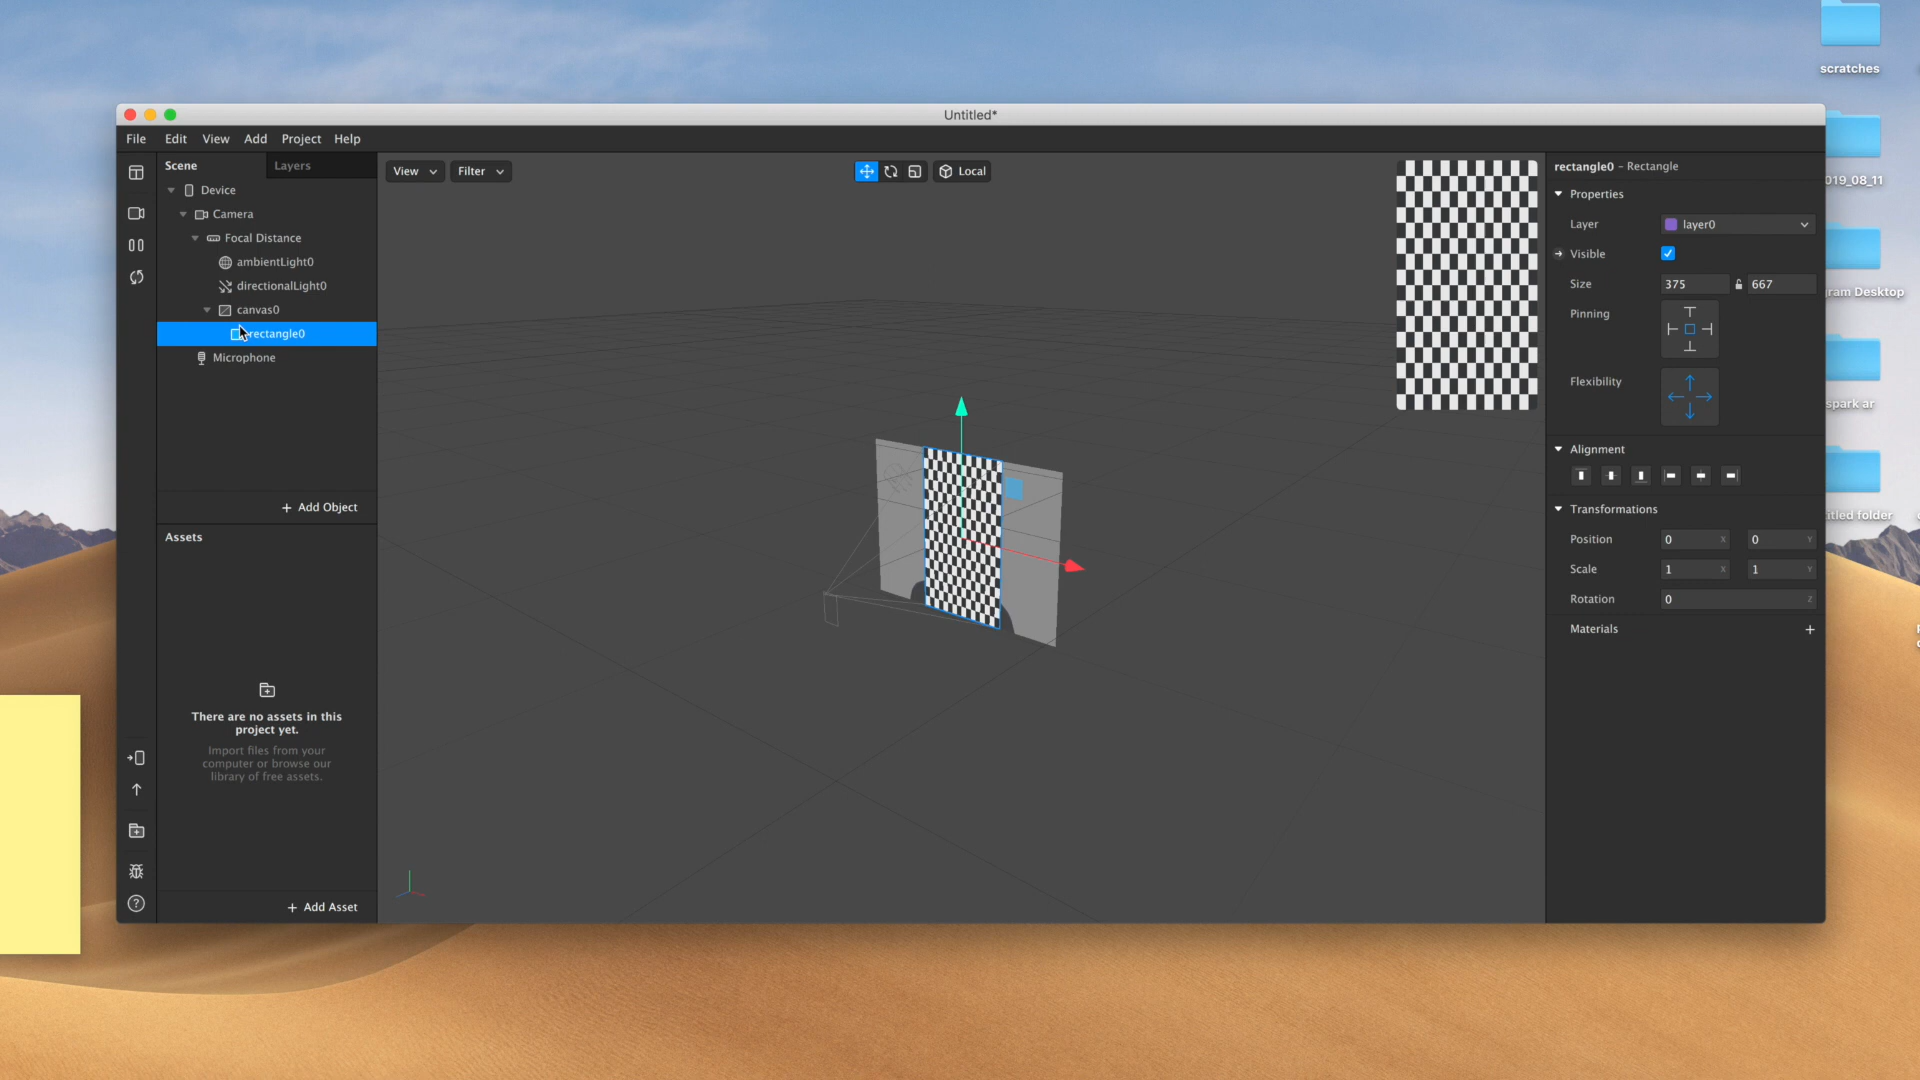 scratches
Untitled*
File Edit View Add Project Help
Scene Layers
View Filter Local
rectangle0 – Rectangle
Device
Camera
Focal Distance
ambientLight0
directionalLight0
canvas0
rectangle0
Microphone
+ Add Object
Assets
There are no assets in this
project yet.
Import files from your
computer or browse our
library of free assets.
+ Add Asset
Properties
Layer layer0
Visible
Size 375 667
Pinning
Flexibility
Alignment
Transformations
Position 0 X 0 Y
Scale 1 X 1 Y
Rotation 0 Z
Materials +
019_08_11
gram Desktop
spark ar
titled folder